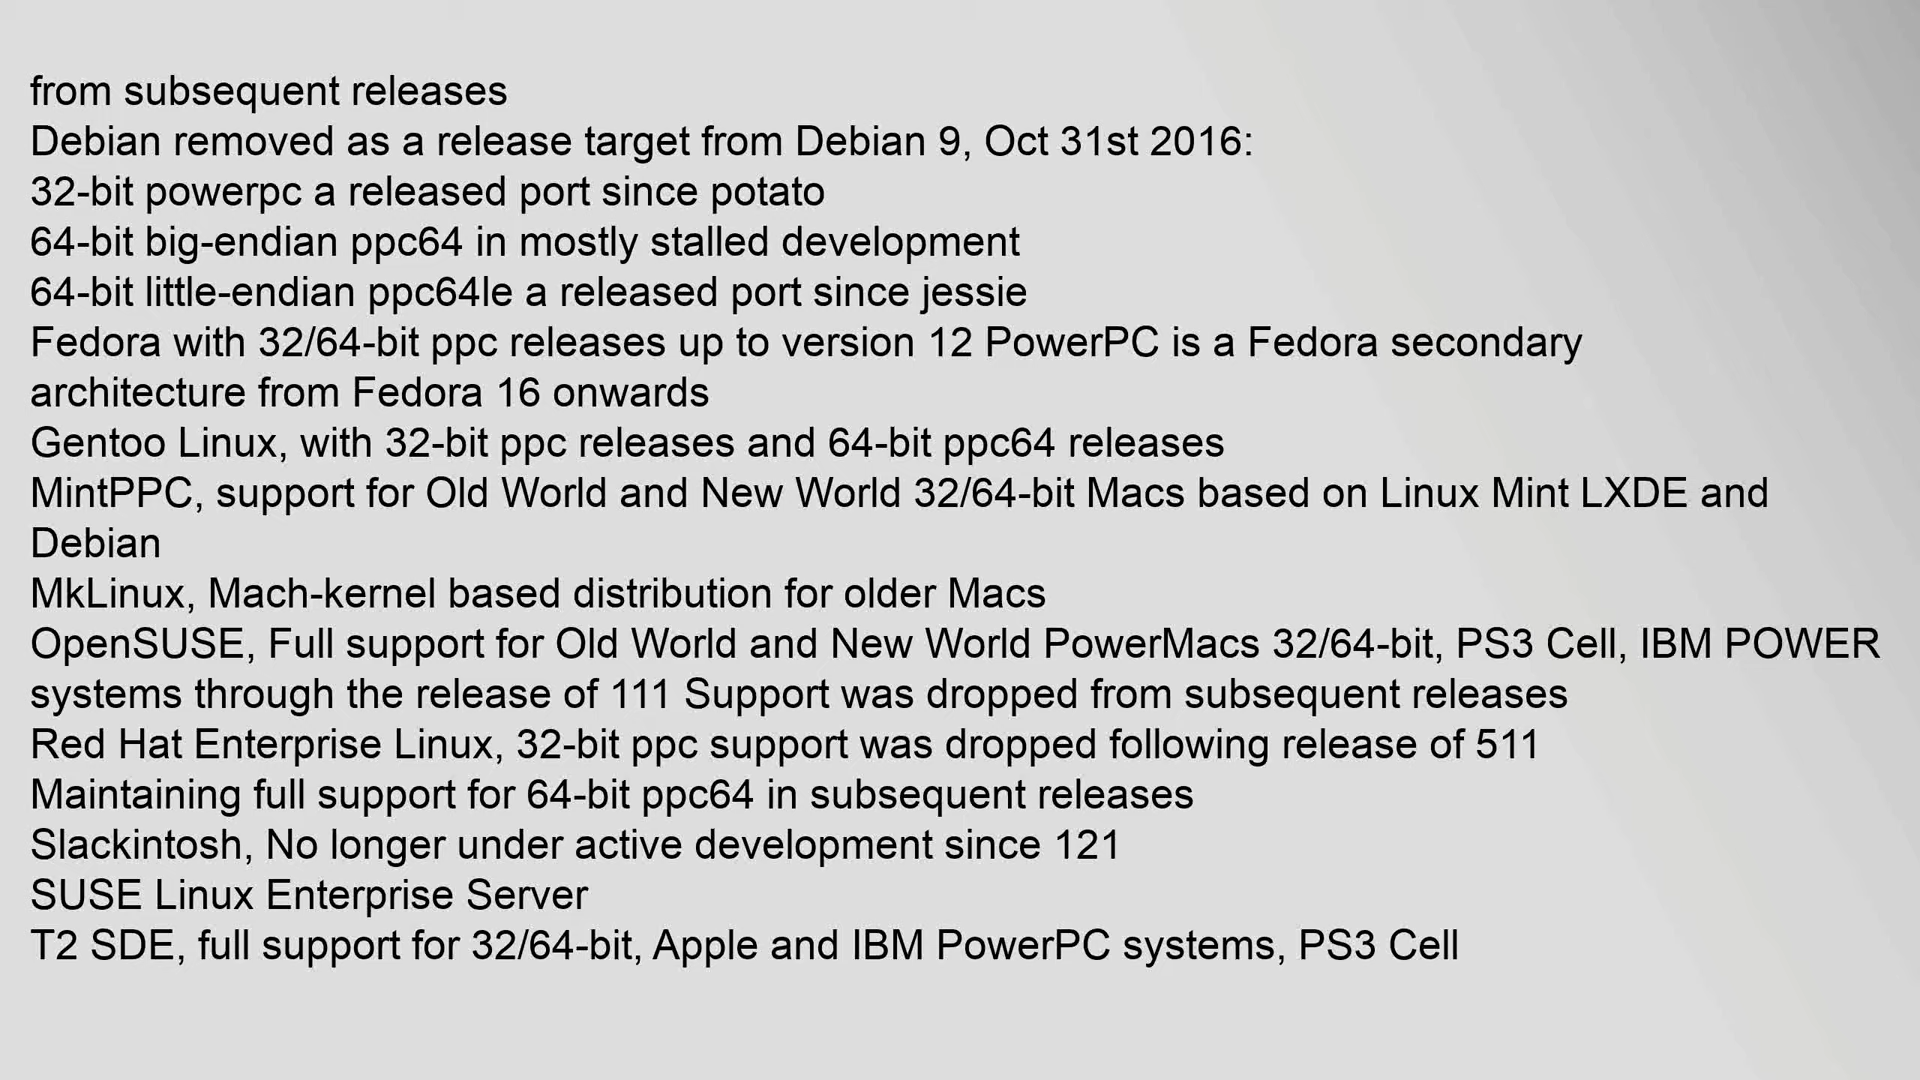 from subsequent releases
Debian removed as a release target from Debian 9, Oct 31st 2016:
32-bit powerpc a released port since potato
64-bit big-endian ppc64 in mostly stalled development
64-bit little-endian ppc64le a released port since jessie
Fedora with 32/64-bit ppc releases up to version 12 PowerPC is a Fedora secondary
architecture from Fedora 16 onwards
Gentoo Linux, with 32-bit ppc releases and 64-bit ppc64 releases
MintPPC, support for Old World and New World 32/64-bit Macs based on Linux Mint LXDE and
Debian
MkLinux, Mach-kernel based distribution for older Macs
OpenSUSE, Full support for Old World and New World PowerMacs 32/64-bit, PS3 Cell, IBM POWER
systems through the release of 111 Support was dropped from subsequent releases
Red Hat Enterprise Linux, 32-bit ppc support was dropped following release of 511
Maintaining full support for 64-bit ppc64 in subsequent releases
Slackintosh, No longer under active development since 121
SUSE Linux Enterprise Server
T2 SDE, full support for 32/64-bit, Apple and IBM PowerPC systems, PS3 Cell